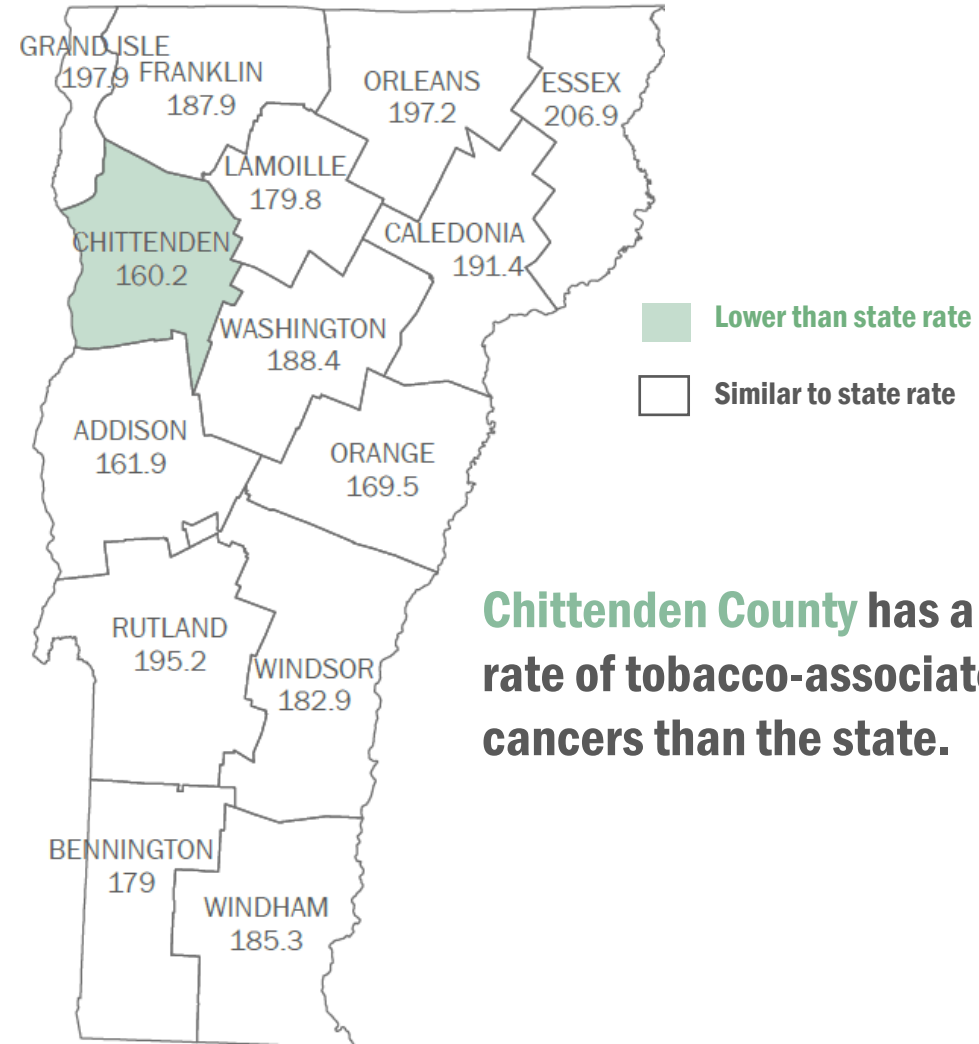 GRAND ISLE
197.9
FRANKLIN
187.9
ORLEANS
197.2
ESSEX
206.9
LAMOILLE
179.8
CHITTENDEN
160.2
CALEDONIA
191.4
WASHINGTON
188.4
Lower than state rate
Similar to state rate
ADDISON
161.9
ORANGE
169.5
Chittenden County has a
rate of tobacco-associat
cancers than the state.
RUTLAND
195.2
WINDSOR
182.9
BENNINGTON
179
WINDHAM
185.3